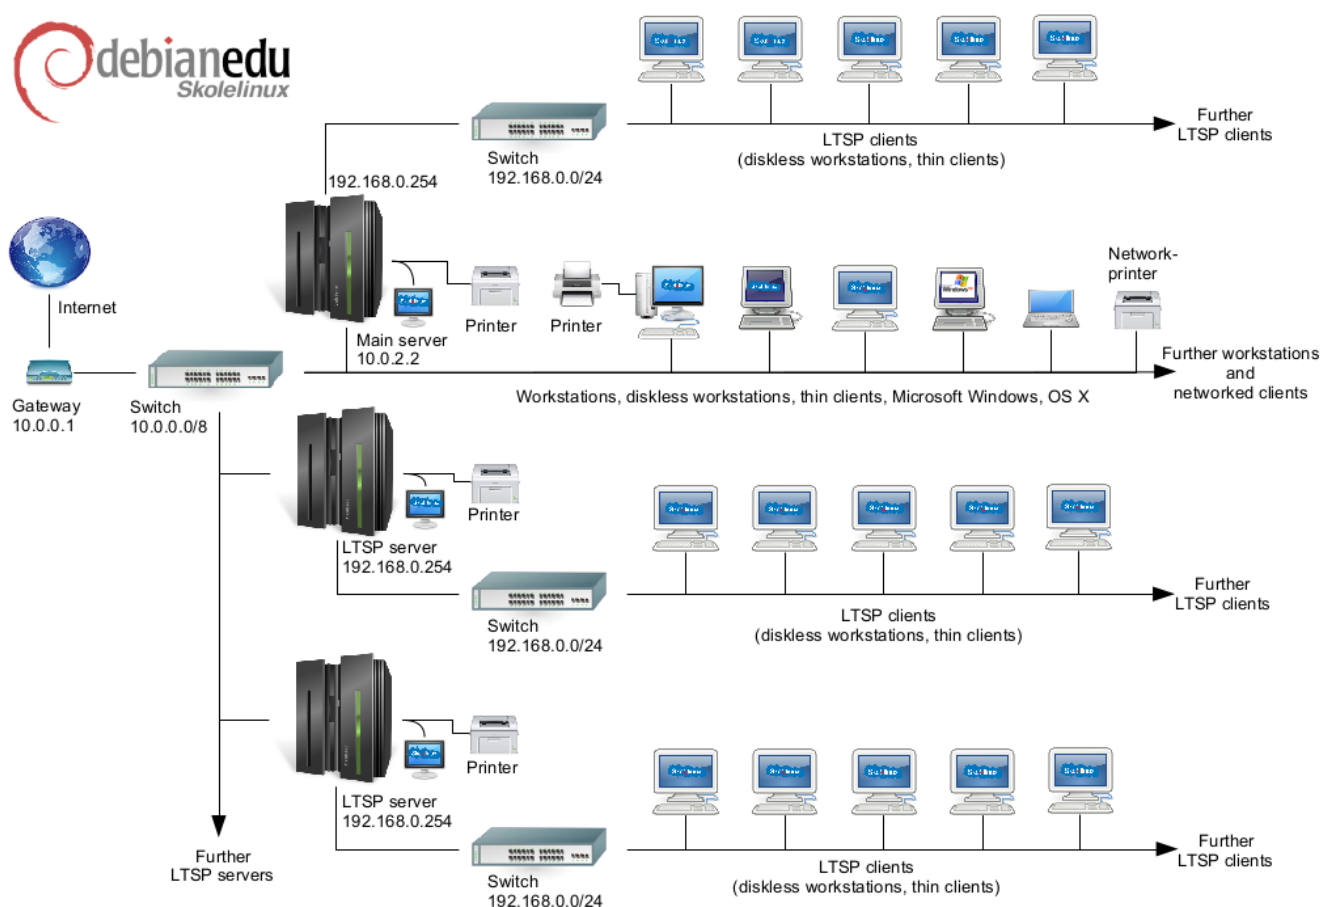 debianedu
Skolelinux
Further
LTSP clients
LTSP clients
(diskless workstations, thin clients)
Switch
192.168.0.0/24
192.168.0.254
Internet
Printer
Printer
Network-
printer
Main server
10.0.2.2
Windows
Gateway
10.0.0.1
Switch
10.0.0.0/8
Further workstations
and
networked clients
Workstations, diskless workstations, thin clients, Microsoft Windows, OS X
Printer
LTSP server
192.168.0.254
Switch
192.168.0.0/24
LTSP clients
(diskless workstations, thin clients)
Further
LTSP clients
Printer
LTSP server
192.168.0.254
Further
LTSP servers
Switch
192.168.0.0/24
LTSP clients
(diskless workstations, thin clients)
Further
LTSP clients